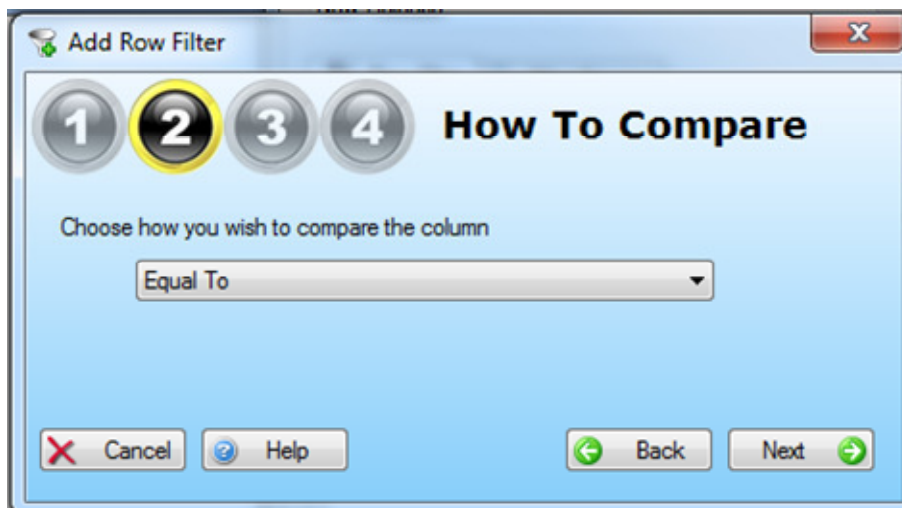 Add Row Filter
x
1 2 3 4 How To Compare
Choose how you wish to compare the column
Equal To
Cancel Help Back Next